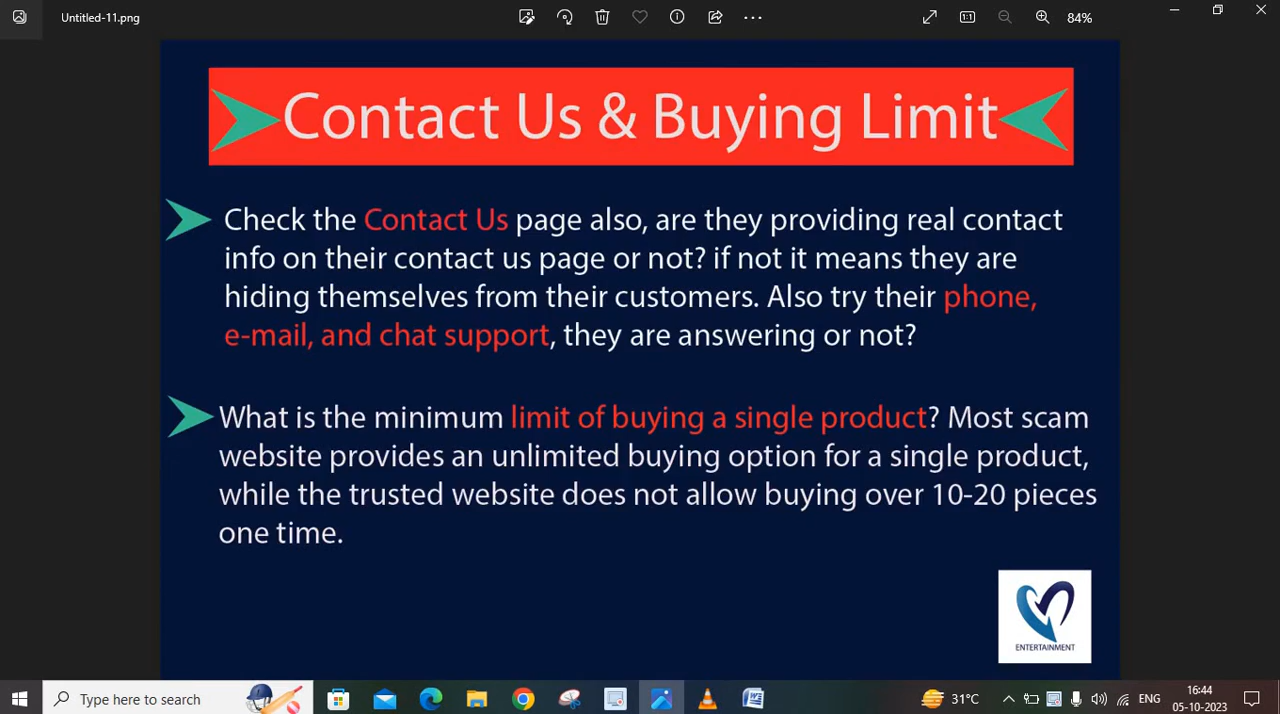 Untitled-11.png
84%
Contact Us & Buying Limit
Check the Contact Us page also, are they providing real contact
info on their contact us page or not? if not it means they are
hiding themselves from their customers. Also try their phone,
e-mail, and chat support, they are answering or not?
What is the minimum limit of buying a single product? Most scam
website provides an unlimited buying option for a single product,
while the trusted website does not allow buying over 10-20 pieces
one time.
ENTERTAINMENT
Type here to search
31°C
ENG
16:44
05-10-2023